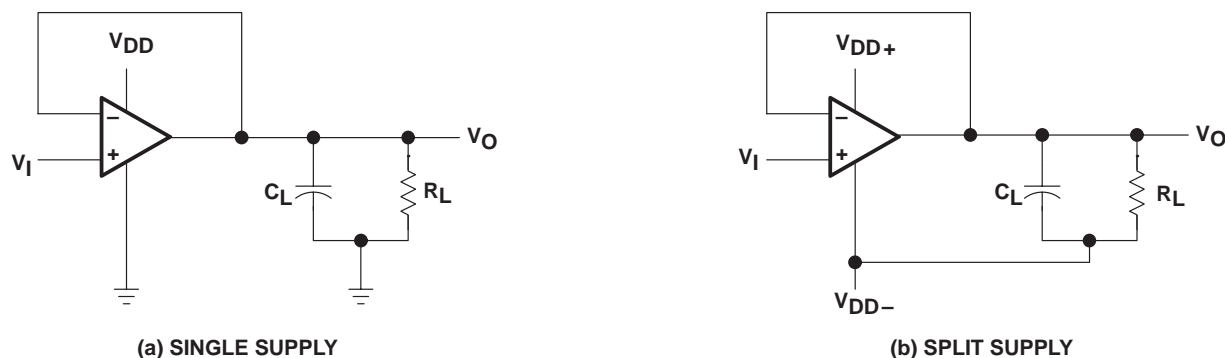 VDD
−
+
VI
VO
CL
RL
(a) SINGLE SUPPLY
VDD+
−
+
VI
VO
CL
RL
VDD−
(b) SPLIT SUPPLY